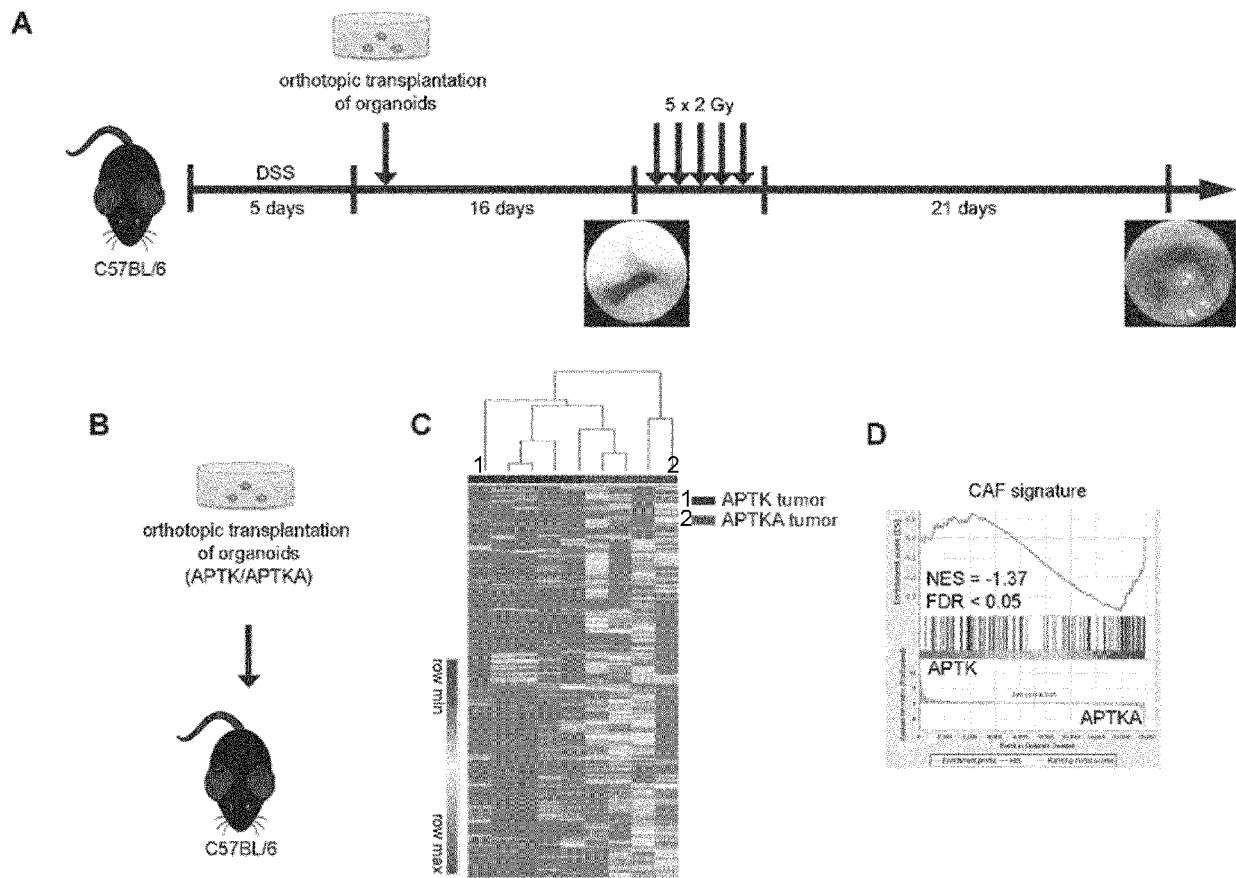 A
orthotopic transplantation
of organoids
5 x 2 Gy
DSS
5 days
16 days
21 days
C57BL/6
B
orthotopic transplantation
of organoids
(APTK/APTKA)
C57BL/6
C
1
2
1 APTK tumor
2 APTKA tumor
row min
row max
D
CAF signature
NES = -1.37
FDR < 0.05
APTK
APTKA